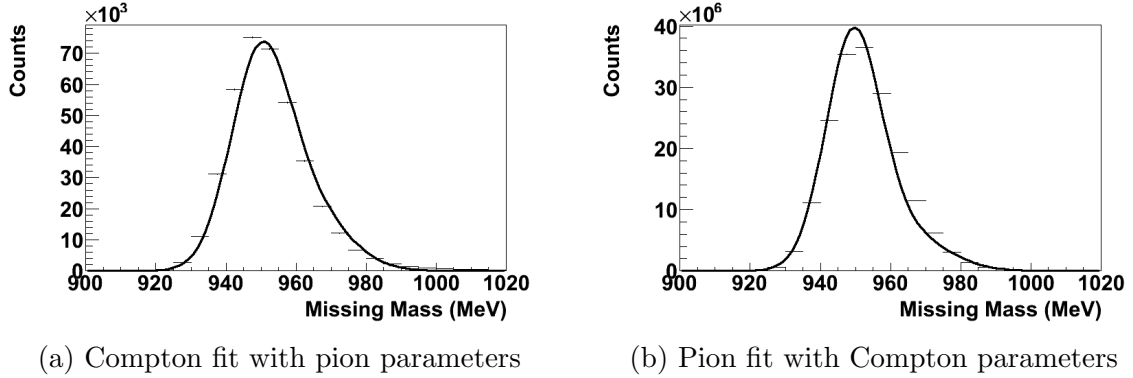 ×10³
Counts
70
60
50
40
30
20
10
0
900 920 940 960 980 1000 1020
Missing Mass (MeV)
(a) Compton fit with pion parameters
×10⁶
Counts
40
30
20
10
0
900 920 940 960 980 1000 1020
Missing Mass (MeV)
(b) Pion fit with Compton parameters